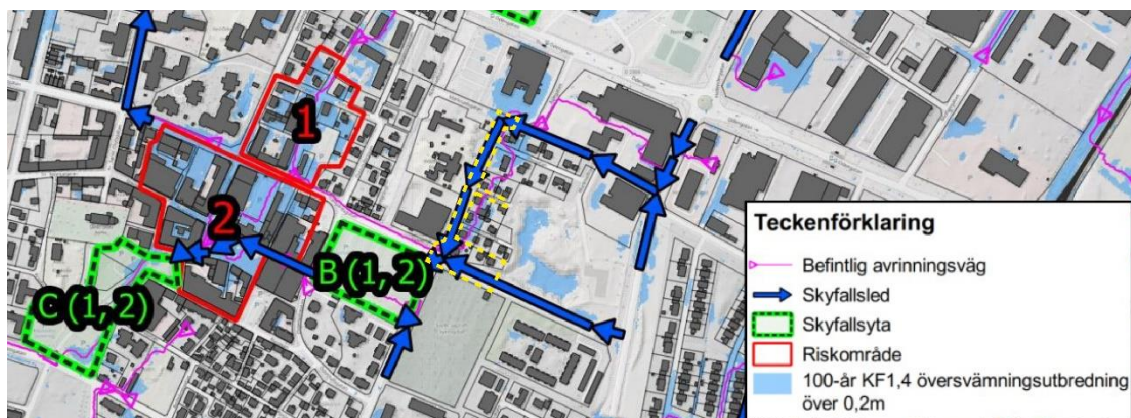 1
2
B (1, 2)
C (1, 2)
Teckenförklaring
Befintlig avrinningsväg
Skyfallsled
Skyfallsyta
Riskområde
100-år KF1,4 översvämningsutbredning
över 0,2m